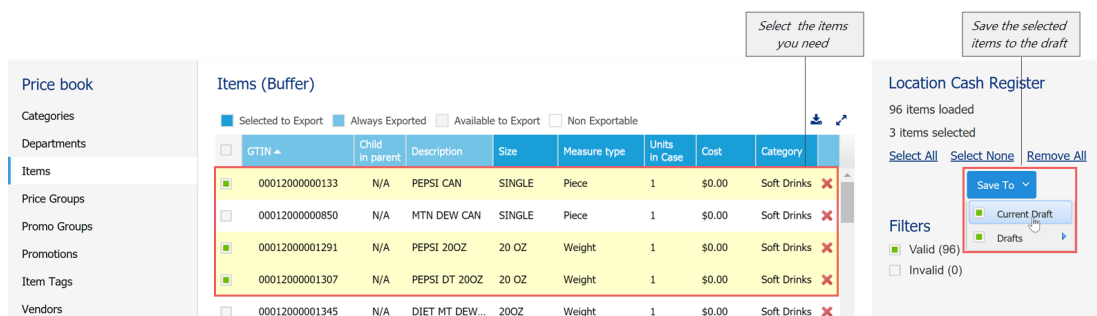 Select the items
you need
Save the selected
items to the draft
Price book
Categories
Departments
Items
Price Groups
Promo Groups
Promotions
Item Tags
Vendors
Items (Buffer)
Selected to Export Always Exported Available to Export Non Exportable
GTIN Child in parent Description Size Measure type Units in Case Cost Category
00012000000133 N/A PEPSI CAN SINGLE Piece 1 $0.00 Soft Drinks
00012000000850 N/A MTN DEW CAN SINGLE Piece 1 $0.00 Soft Drinks
00012000001291 N/A PEPSI 20OZ 20 OZ Weight 1 $0.00 Soft Drinks
00012000001307 N/A PEPSI DT 20OZ 20 OZ Weight 1 $0.00 Soft Drinks
00012000001345 N/A DIET MT DEW... 20OZ Weight 1 $0.00 Soft Drinks
Location Cash Register
96 items loaded
3 items selected
Select All Select None Remove All
Save To
Current Draft
Drafts
Filters
Valid (96)
Invalid (0)